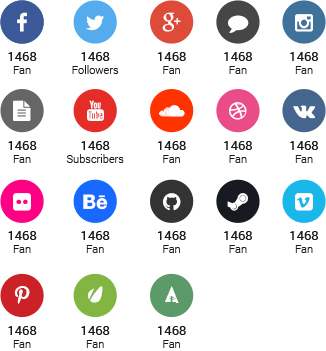 f g+
1468 1468 1468 1468 1468
Fan Followers Fan Fan Fan
You
Tube
1468 1468 1468 1468 1468
Fan Subscribers Fan Fan Fan
Bē
1468 1468 1468 1468 1468
Fan Fan Fan Fan Fan
1468 1468 1468
Fan Fan Fan